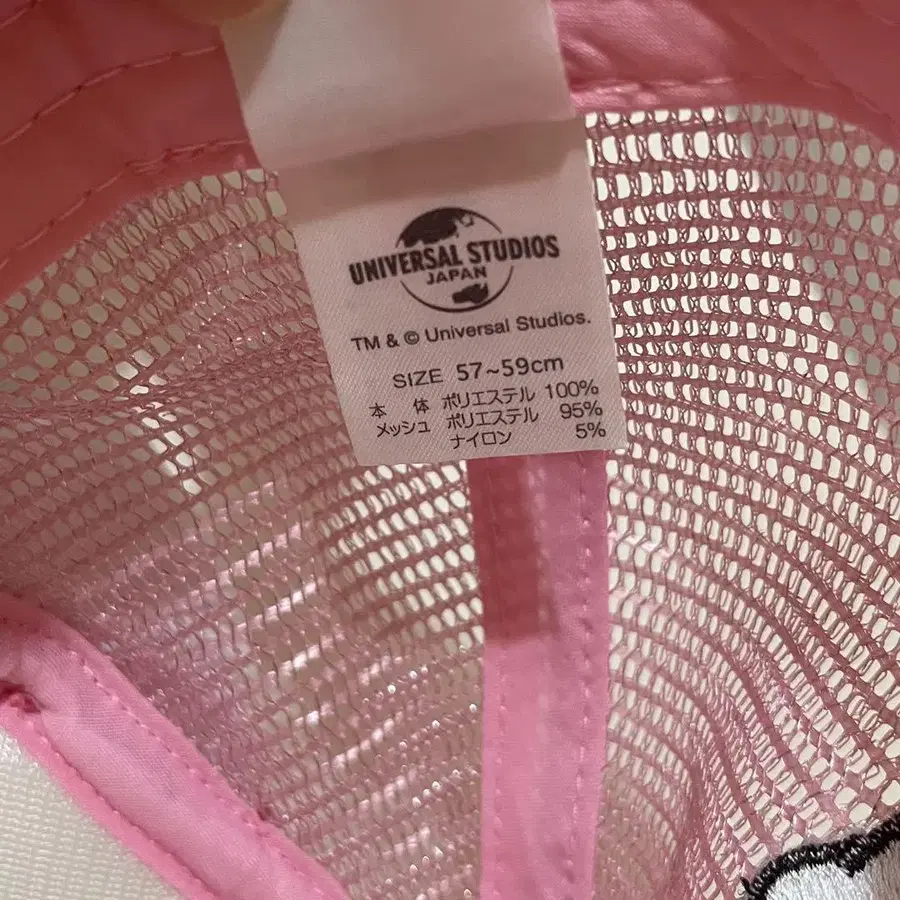 UNIVERSAL STUDIOS
JAPAN
TM & © Universal Studios.
SIZE 57~59cm
本 体 ポリエステル 100%
メッシュ ポリエステル 95%
ナイロン 5%